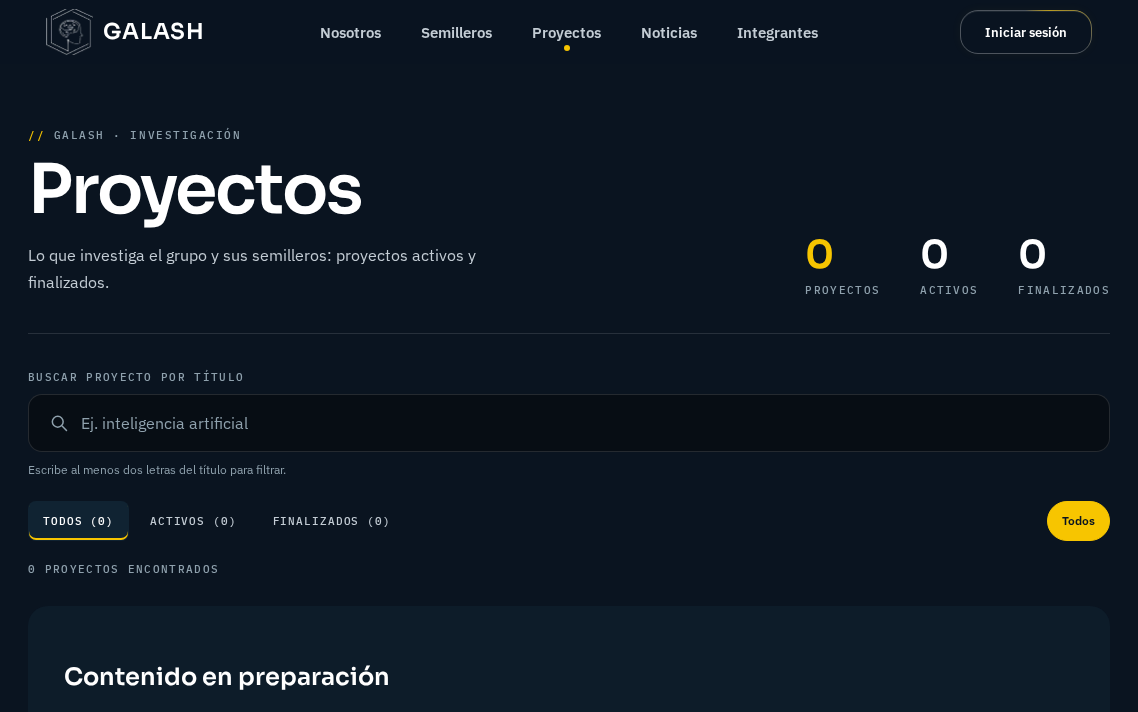 GALASH
Nosotros
Semilleros
Proyectos
Noticias
Integrantes
Iniciar sesión
// GALASH · INVESTIGACIÓN
Proyectos
Lo que investiga el grupo y sus semilleros: proyectos activos y
finalizados.
0
PROYECTOS
0
ACTIVOS
0
FINALIZADOS
BUSCAR PROYECTO POR TÍTULO
Ej. inteligencia artificial
Escribe al menos dos letras del título para filtrar.
TODOS (0)
ACTIVOS (0)
FINALIZADOS (0)
Todos
0 PROYECTOS ENCONTRADOS
Contenido en preparación